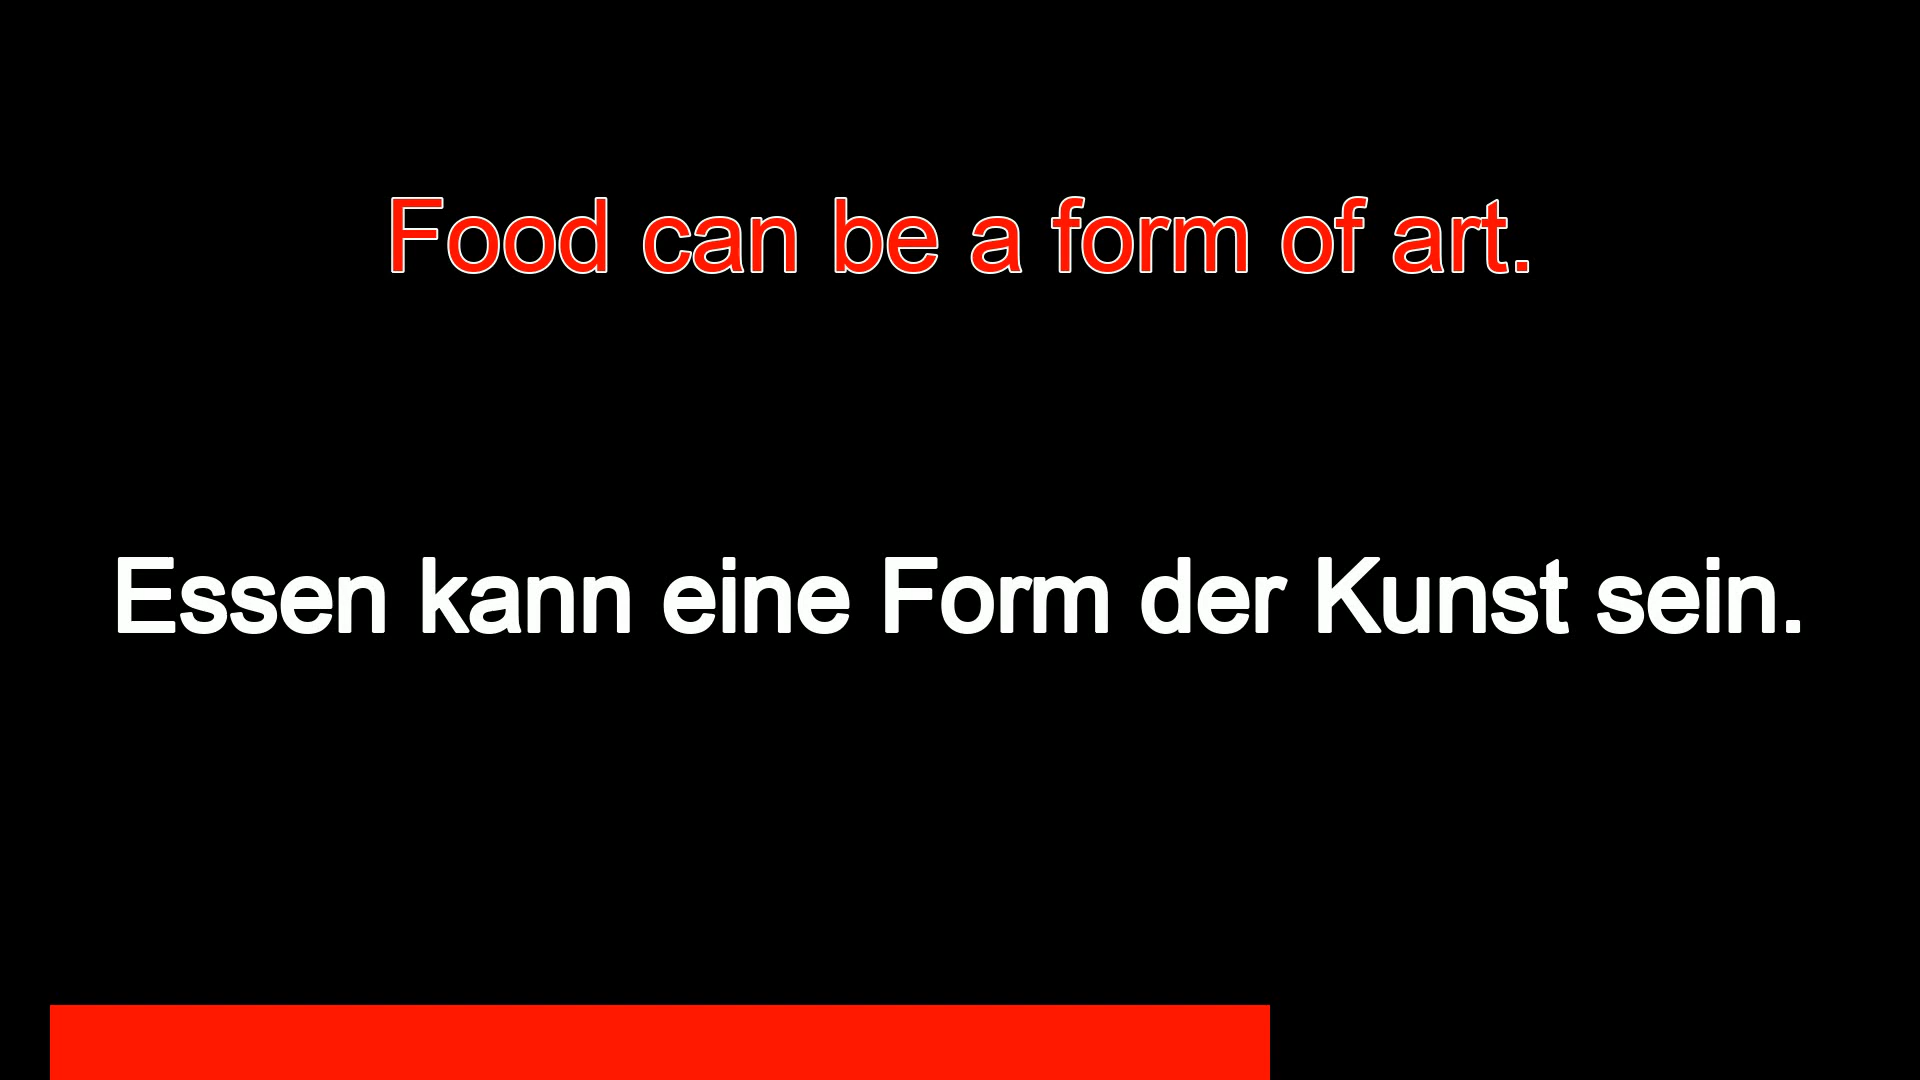 Food can be a form of art.
Essen kann eine Form der Kunst sein.